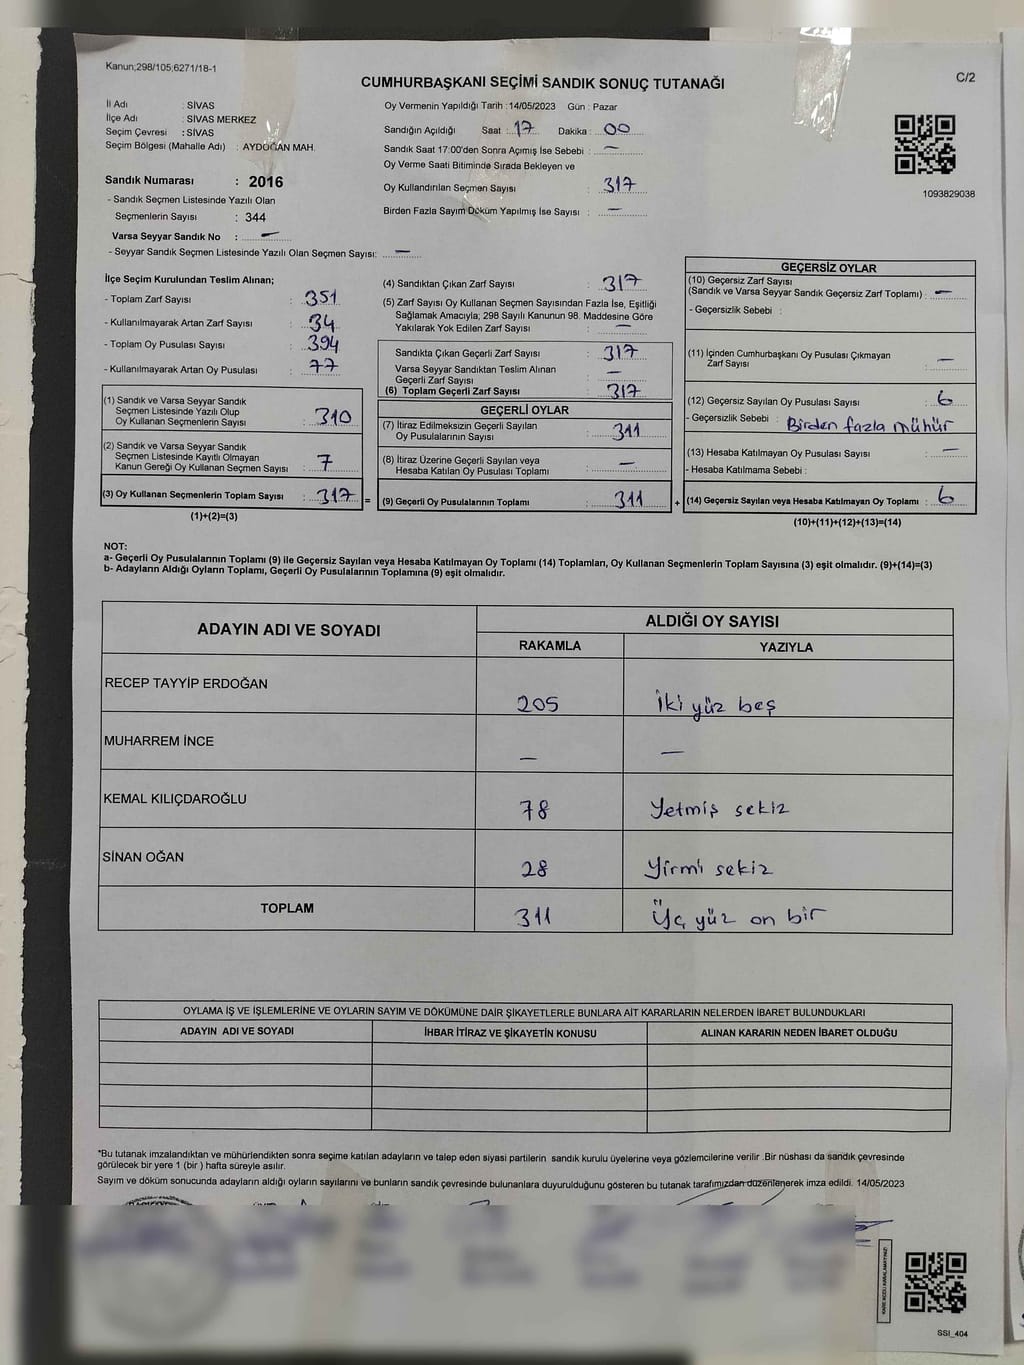 Kanun;298/105;6271/18-1
C/2
CUMHURBAŞKANI SEÇİMİ SANDIK SONUÇ TUTANAĞI
İl Adı : SİVAS
İlçe Adı : SİVAS MERKEZ
Seçim Çevresi : SİVAS
Seçim Bölgesi (Mahalle Adı) : AYDOĞAN MAH.
Sandık Numarası : 2016
- Sandık Seçmen Listesinde Yazılı Olan
Seçmenlerin Sayısı : 344
Varsa Seyyar Sandık No : —
- Seyyar Sandık Seçmen Listesinde Yazılı Olan Seçmen Sayısı: —
Oy Vermenin Yapıldığı Tarih :14/05/2023 Gün : Pazar
Sandığın Açıldığı Saat : 17 Dakika : 00
Sandık Saat 17:00'den Sonra Açımış İse Sebebi : —
Oy Verme Saati Bitiminde Sırada Bekleyen ve
Oy Kullandırılan Seçmen Sayısı : 317
Birden Fazla Sayım Döküm Yapılmış İse Sayısı : —
1093829038
İlçe Seçim Kurulundan Teslim Alınan;
- Toplam Zarf Sayısı : 351
- Kullanılmayarak Artan Zarf Sayısı : 34
- Toplam Oy Pusulası Sayısı : 394
- Kullanılmayarak Artan Oy Pusulası : 77
(1) Sandık ve Varsa Seyyar Sandık
Seçmen Listesinde Yazılı Olup
Oy Kullanan Seçmenlerin Sayısı : 310
(2) Sandık ve Varsa Seyyar Sandık
Seçmen Listesinde Kayıtlı Olmayan
Kanun Gereği Oy Kullanan Seçmen Sayısı : 7
(3) Oy Kullanan Seçmenlerin Toplam Sayısı : 317
(1)+(2)=(3)
=
(4) Sandıktan Çıkan Zarf Sayısı : 317
(5) Zarf Sayısı Oy Kullanan Seçmen Sayısından Fazla İse, Eşitliği
Sağlamak Amacıyla; 298 Sayılı Kanunun 98. Maddesine Göre
Yakılarak Yok Edilen Zarf Sayısı : —
Sandıkta Çıkan Geçerli Zarf Sayısı : 317
Varsa Seyyar Sandıktan Teslim Alınan
Geçerli Zarf Sayısı : —
(6) Toplam Geçerli Zarf Sayısı : 317
GEÇERLİ OYLAR
(7) İtiraz Edilmeksizin Geçerli Sayılan
Oy Pusulalarının Sayısı : 311
(8) İtiraz Üzerine Geçerli Sayılan veya
Hesaba Katılan Oy Pusulası Toplamı : —
(9) Geçerli Oy Pusulalarının Toplamı : 311
+
GEÇERSİZ OYLAR
(10) Geçersiz Zarf Sayısı
(Sandık ve Varsa Seyyar Sandık Geçersiz Zarf Toplamı) : —
- Geçersizlik Sebebi :
(11) İçinden Cumhurbaşkanı Oy Pusulası Çıkmayan
Zarf Sayısı : —
(12) Geçersiz Sayılan Oy Pusulası Sayısı : 6
- Geçersizlik Sebebi : Birden fazla mühür
(13) Hesaba Katılmayan Oy Pusulası Sayısı : —
- Hesaba Katılmama Sebebi :
(14) Geçersiz Sayılan veya Hesaba Katılmayan Oy Toplamı : 6
(10)+(11)+(12)+(13)=(14)
NOT:
a- Geçerli Oy Pusulalarının Toplamı (9) ile Geçersiz Sayılan veya Hesaba Katılmayan Oy Toplamı (14) Toplamları, Oy Kullanan Seçmenlerin Toplam Sayısına (3) eşit olmalıdır. (9)+(14)=(3)
b- Adayların Aldığı Oyların Toplamı, Geçerli Oy Pusulalarının Toplamına (9) eşit olmalıdır.
ADAYIN ADI VE SOYADI
ALDIĞI OY SAYISI
RAKAMLA YAZIYLA
RECEP TAYYİP ERDOĞAN 205 İki yüz beş
MUHARREM İNCE — —
KEMAL KILIÇDAROĞLU 78 Yetmiş sekiz
SİNAN OĞAN 28 Yirmi sekiz
TOPLAM 311 Üç yüz on bir
OYLAMA İŞ VE İŞLEMLERİNE VE OYLARIN SAYIM VE DÖKÜMÜNE DAİR ŞİKAYETLERLE BUNLARA AİT KARARLARIN NELERDEN İBARET BULUNDUKLARI
ADAYIN ADI VE SOYADI İHBAR İTİRAZ VE ŞİKAYETİN KONUSU ALINAN KARARIN NEDEN İBARET OLDUĞU
*Bu tutanak imzalandıktan ve mühürlendikten sonra seçime katılan adayların ve talep eden siyasi partilerin sandık kurulu üyelerine veya gözlemcilerine verilir .Bir nüshası da sandık çevresinde
görülecek bir yere 1 (bir ) hafta süreyle asılır.
Sayım ve döküm sonucunda adayların aldığı oyların sayılarını ve bunların sandık çevresinde bulunanlara duyurulduğunu gösteren bu tutanak tarafımızdan düzenlenerek imza edildi. 14/05/2023
SSI_404